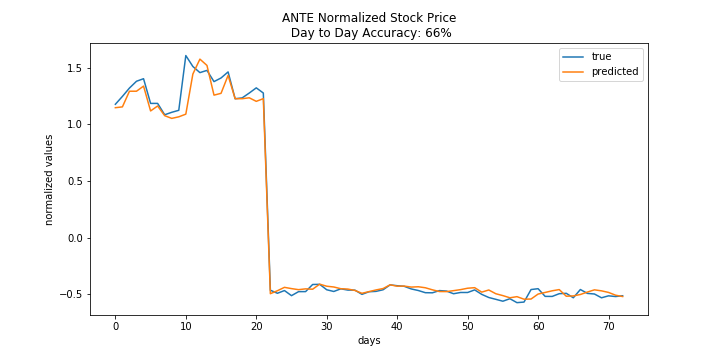 ANTE Normalized Stock Price
Day to Day Accuracy: 66%
true
predicted
normalized values
1.5
1.0
0.5
0.0
−0.5
0 10 20 30 40 50 60 70
days